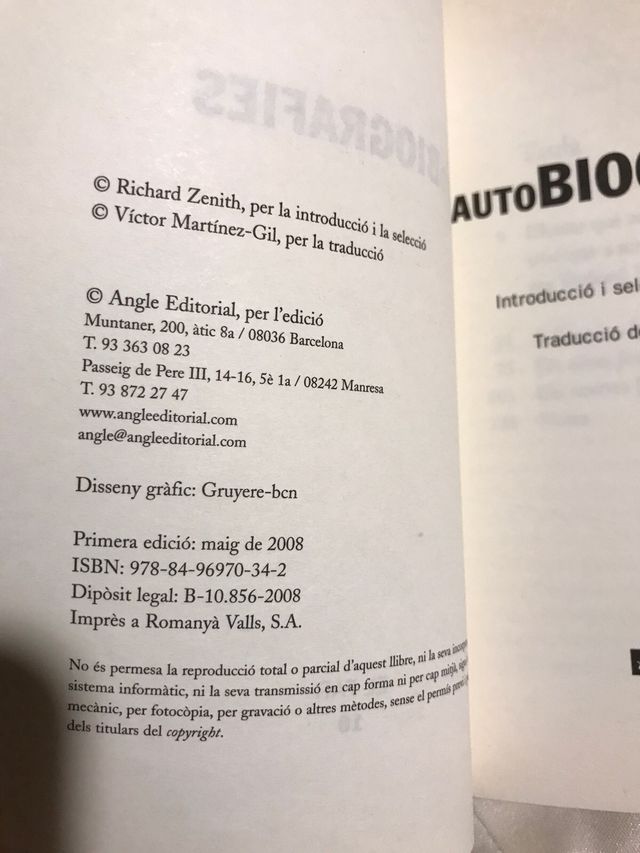 BIOGRAFIES
© Richard Zenith, per la introducció i la selecció
© Víctor Martínez-Gil, per la traducció
© Angle Editorial, per l'edició
Muntaner, 200, àtic 8a / 08036 Barcelona
T. 93 363 08 23
Passeig de Pere III, 14-16, 5è 1a / 08242 Manresa
T. 93 872 27 47
www.angleeditorial.com
angle@angleeditorial.com
Disseny gràfic: Gruyere-bcn
Primera edició: maig de 2008
ISBN: 978-84-96970-34-2
Dipòsit legal: B-10.856-2008
Imprès a Romanyà Valls, S.A.
No és permesa la reproducció total o parcial d'aquest llibre, ni la seva
sistema informàtic, ni la seva transmissió en cap forma ni per cap mitjà,
mecànic, per fotocòpia, per gravació o altres mètodes, sense el permís
dels titulars del copyright.
AUTOBIOG
Introducció i sel
Traducció de